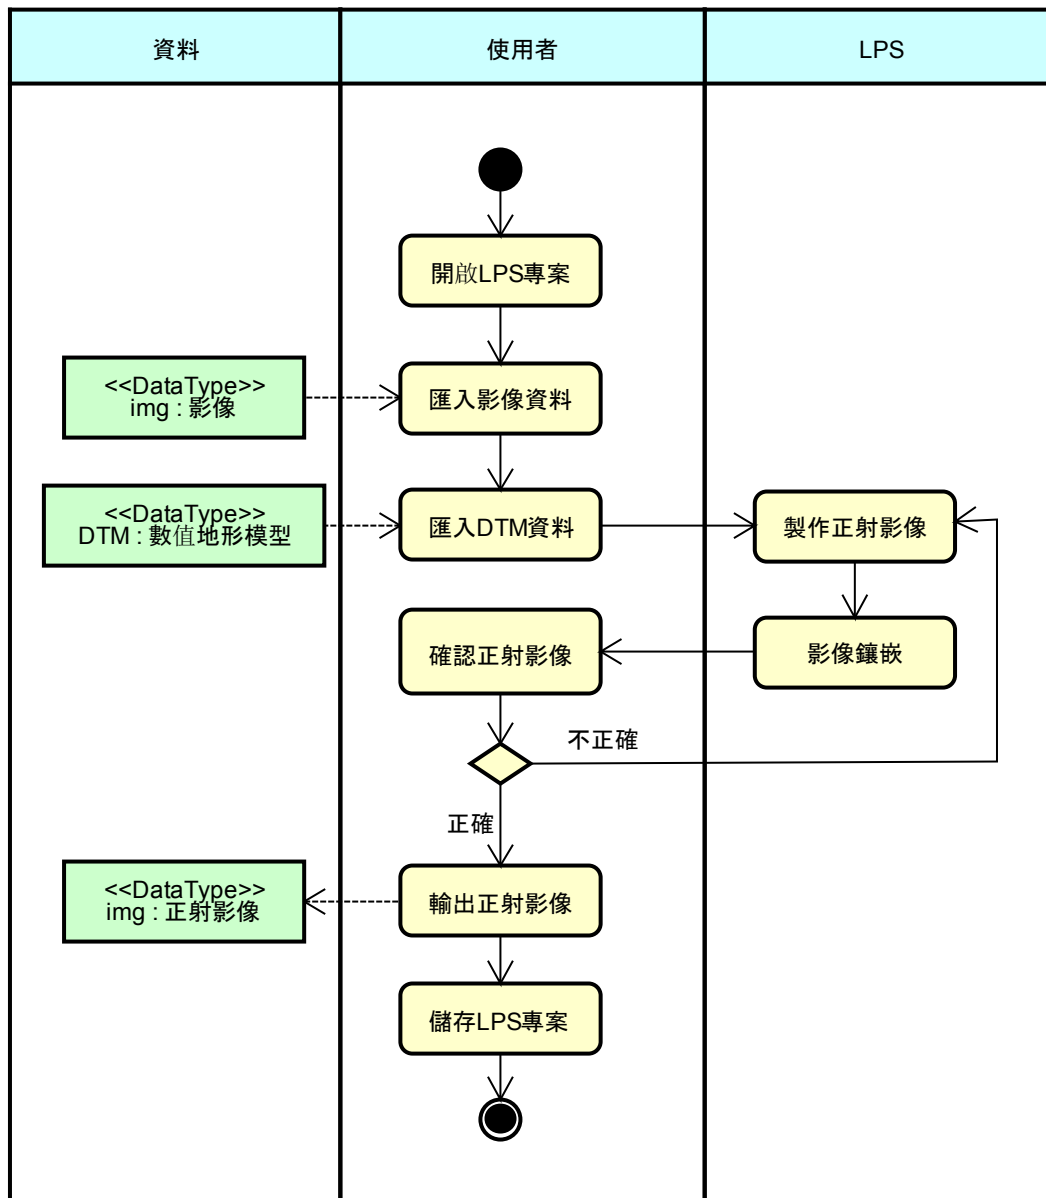 資料
使用者
LPS
開啟LPS專案
<<DataType>>
img : 影像
匯入影像資料
<<DataType>>
DTM : 數值地形模型
匯入DTM資料
製作正射影像
確認正射影像
影像鑲嵌
不正確
正確
<<DataType>>
img : 正射影像
輸出正射影像
儲存LPS專案